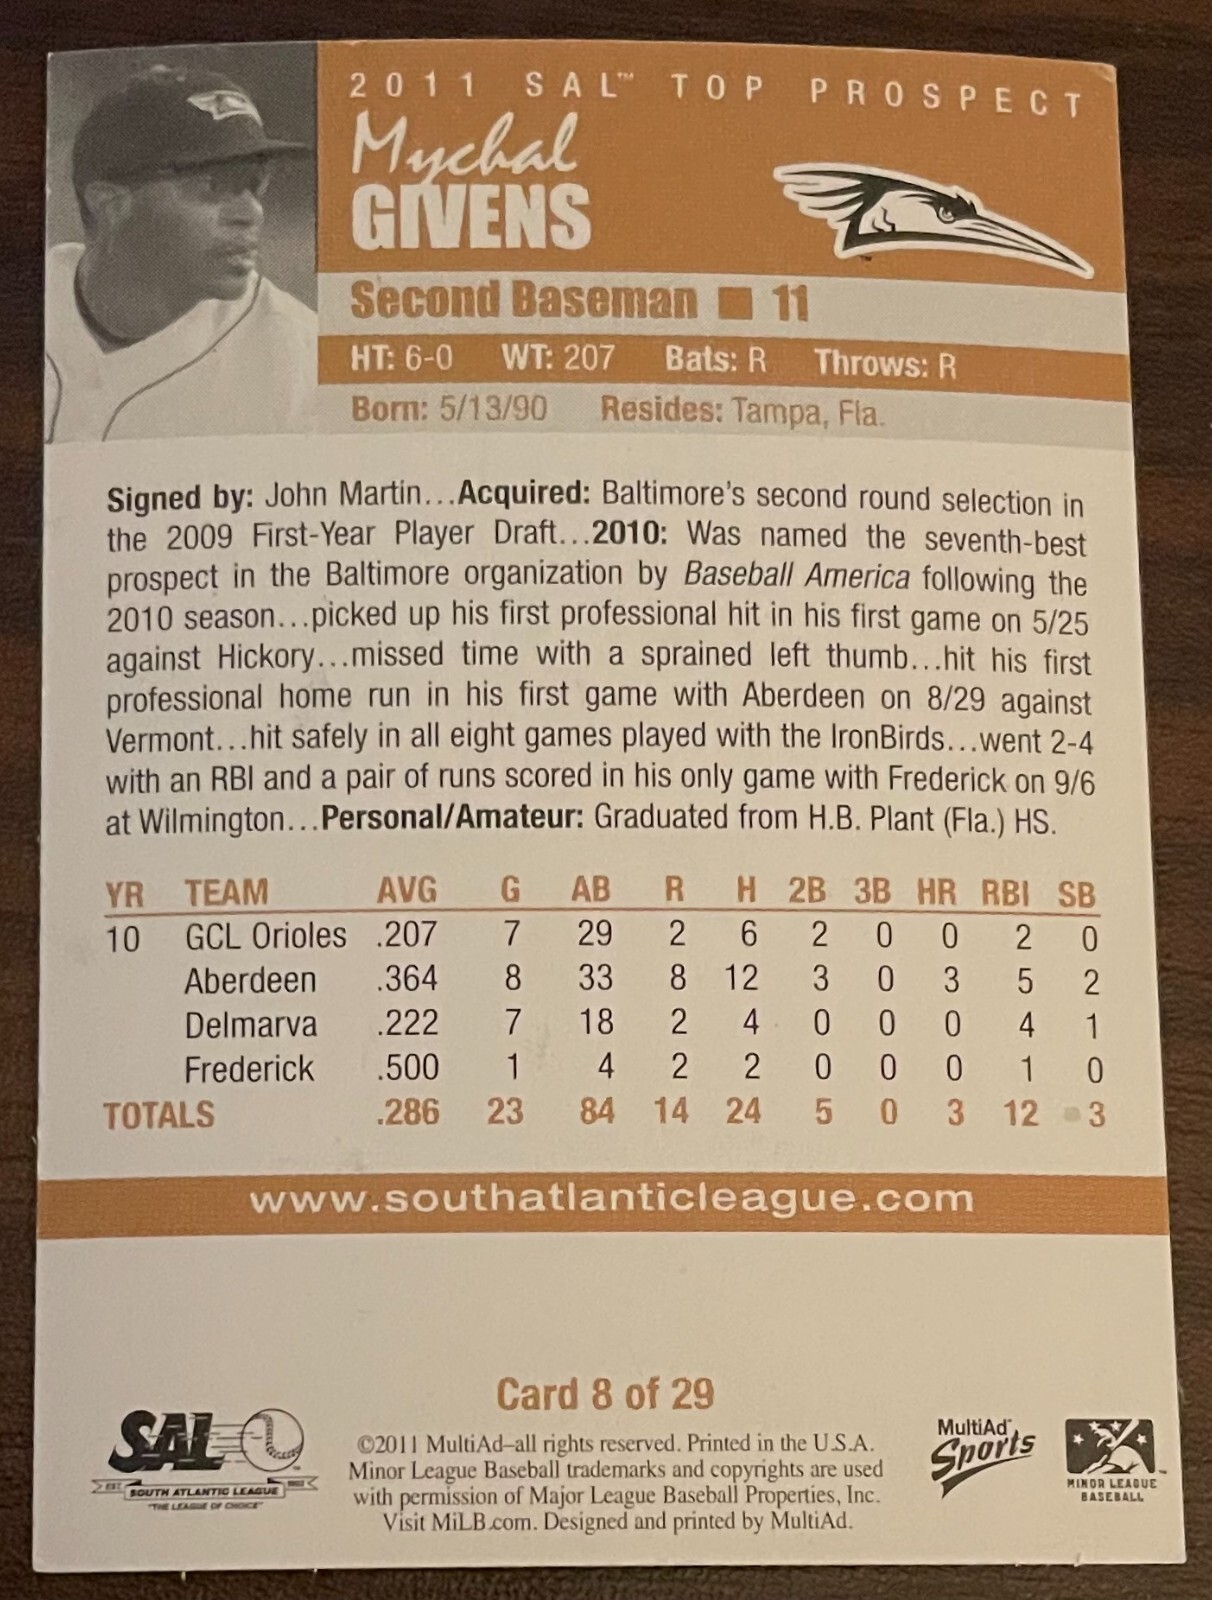 2011 SAL™ TOP PROSPECT
Mychal
GIVENS
Second Baseman ■ 11
HT: 6-0 WT: 207 Bats: R Throws: R
Born: 5/13/90 Resides: Tampa, Fla.
Signed by: John Martin...Acquired: Baltimore's second round selection in
the 2009 First-Year Player Draft...2010: Was named the seventh-best
prospect in the Baltimore organization by Baseball America following the
2010 season...picked up his first professional hit in his first game on 5/25
against Hickory...missed time with a sprained left thumb...hit his first
professional home run in his first game with Aberdeen on 8/29 against
Vermont...hit safely in all eight games played with the IronBirds...went 2-4
with an RBI and a pair of runs scored in his only game with Frederick on 9/6
at Wilmington...Personal/Amateur: Graduated from H.B. Plant (Fla.) HS.
YR TEAM AVG G AB R H 2B 3B HR RBI SB
10 GCL Orioles .207 7 29 2 6 2 0 0 2 0
Aberdeen .364 8 33 8 12 3 0 3 5 2
Delmarva .222 7 18 2 4 0 0 0 4 1
Frederick .500 1 4 2 2 0 0 0 1 0
TOTALS .286 23 84 14 24 5 0 3 12 3
www.southatlanticleague.com
Card 8 of 29
SAL
EST.
SOUTH ATLANTIC LEAGUE
"THE LEAGUE OF CHOICE"
©2011 MultiAd–all rights reserved. Printed in the U.S.A.
Minor League Baseball trademarks and copyrights are used
with permission of Major League Baseball Properties, Inc.
Visit MiLB.com. Designed and printed by MultiAd.
MultiAd
Sports
MINOR LEAGUE
BASEBALL